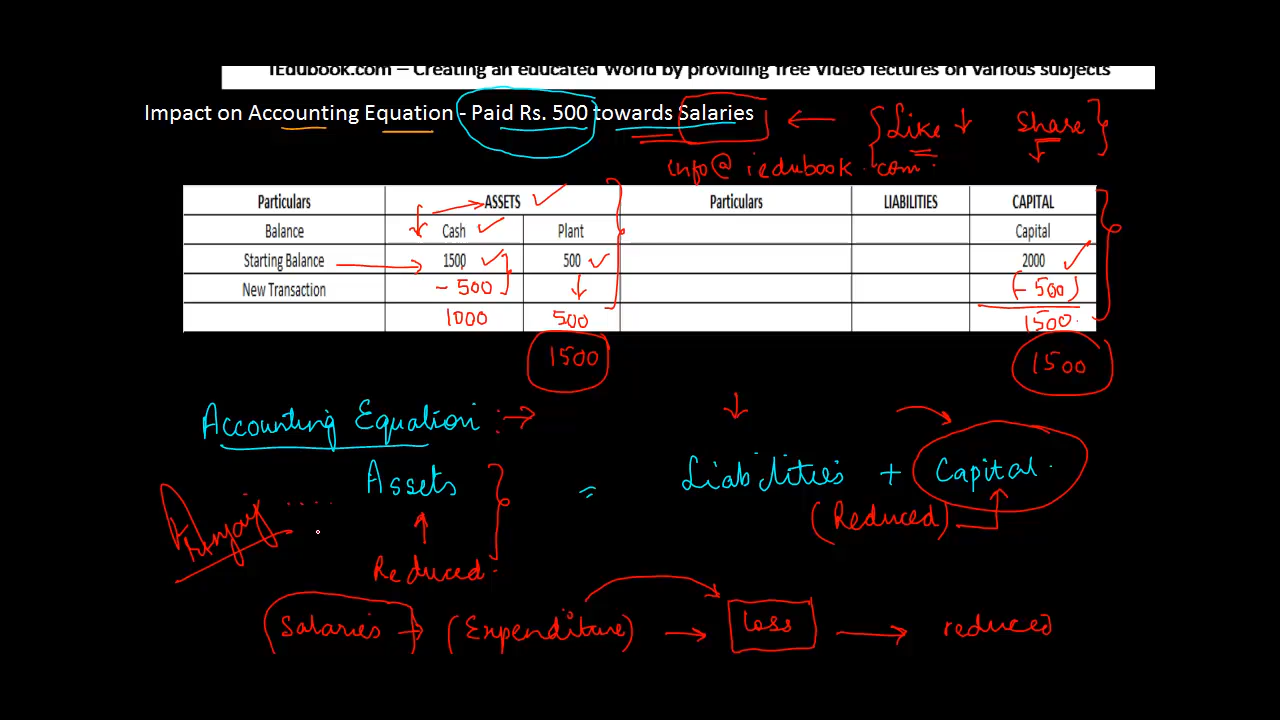 iEdubook.com – Creating an educated World by providing free video lectures on various subjects
Impact on Accounting Equation - Paid Rs. 500 towards Salaries
Like Share
info@iedubook.com
Particulars ASSETS Particulars LIABILITIES CAPITAL
Balance Cash Plant Capital
Starting Balance 1500 500 2000
New Transaction - 500 (- 500)
1000 500 1500
1500 1500
Accounting Equation :->
Assets = Liabilities + Capital
(Reduced)
Reduced
Salaries -> (Expenditure) -> loss -> reduced